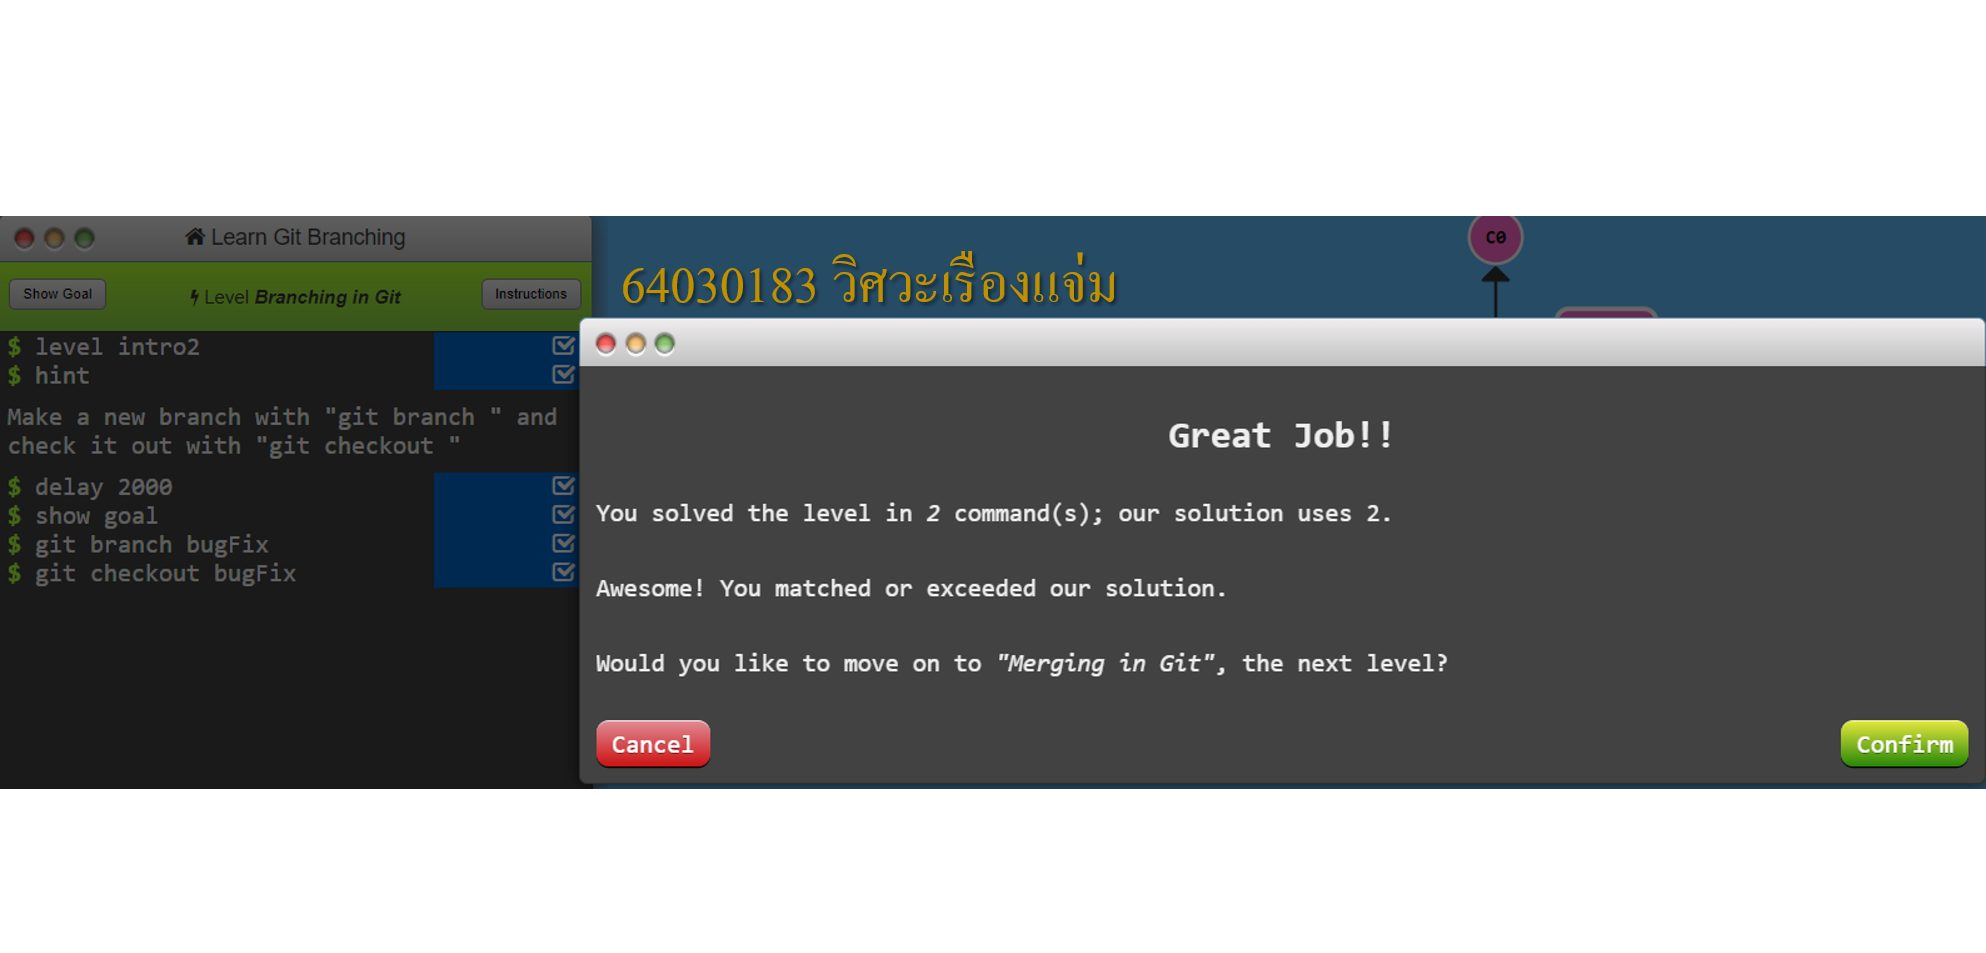 Learn Git Branching
Show Goal
Level Branching in Git
Instructions
$ level intro2
$ hint
Make a new branch with "git branch " and
check it out with "git checkout "
$ delay 2000
$ show goal
$ git branch bugFix
$ git checkout bugFix
64030183 วิศวะเรืองแจ่ม
C0
Great Job!!
You solved the level in 2 command(s); our solution uses 2.
Awesome! You matched or exceeded our solution.
Would you like to move on to "Merging in Git", the next level?
Cancel
Confirm